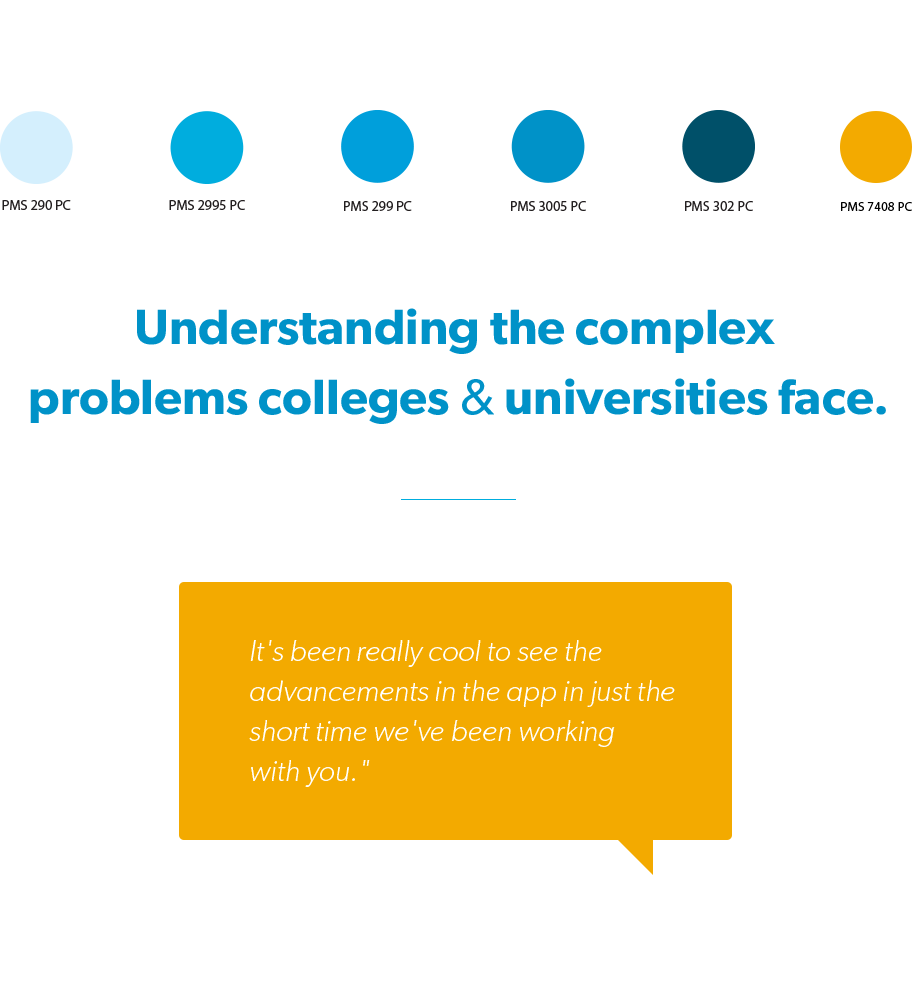 PMS 290 PC
PMS 2995 PC
PMS 299 PC
PMS 3005 PC
PMS 302 PC
PMS 7408 PC
Understanding the complex
problems colleges & universities face.
It's been really cool to see the
advancements in the app in just the
short time we've been working
with you."